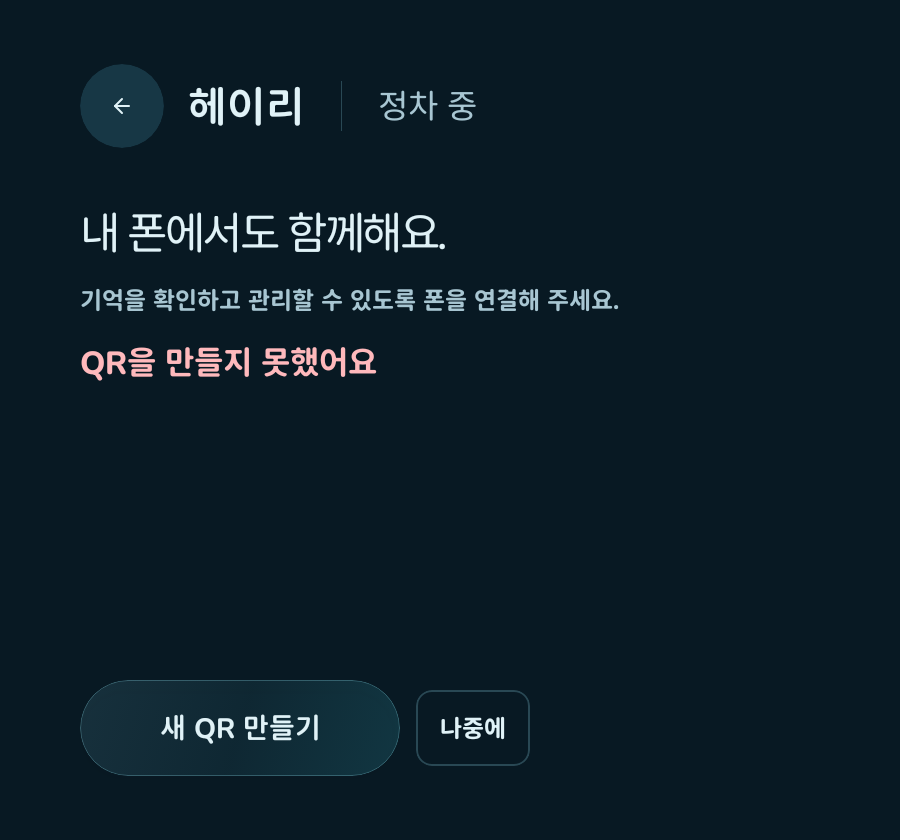 헤이리 정차 중
내 폰에서도 함께해요.
기억을 확인하고 관리할 수 있도록 폰을 연결해 주세요.
QR을 만들지 못했어요
새 QR 만들기 나중에